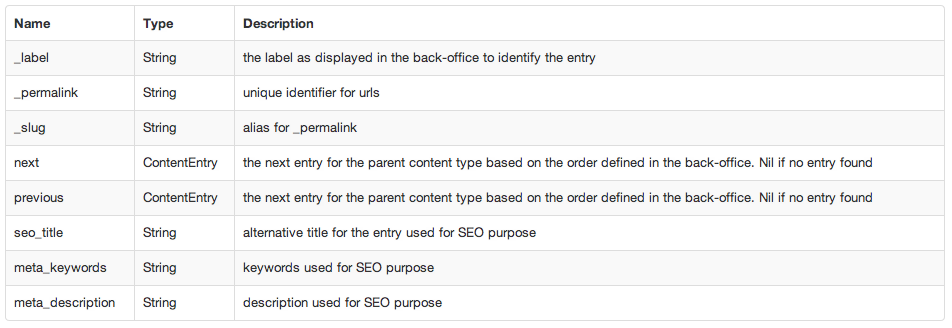 Name Type Description
_label String the label as displayed in the back-office to identify the entry
_permalink String unique identifier for urls
_slug String alias for _permalink
next ContentEntry the next entry for the parent content type based on the order defined in the back-office. Nil if no entry found
previous ContentEntry the next entry for the parent content type based on the order defined in the back-office. Nil if no entry found
seo_title String alternative title for the entry used for SEO purpose
meta_keywords String keywords used for SEO purpose
meta_description String description used for SEO purpose